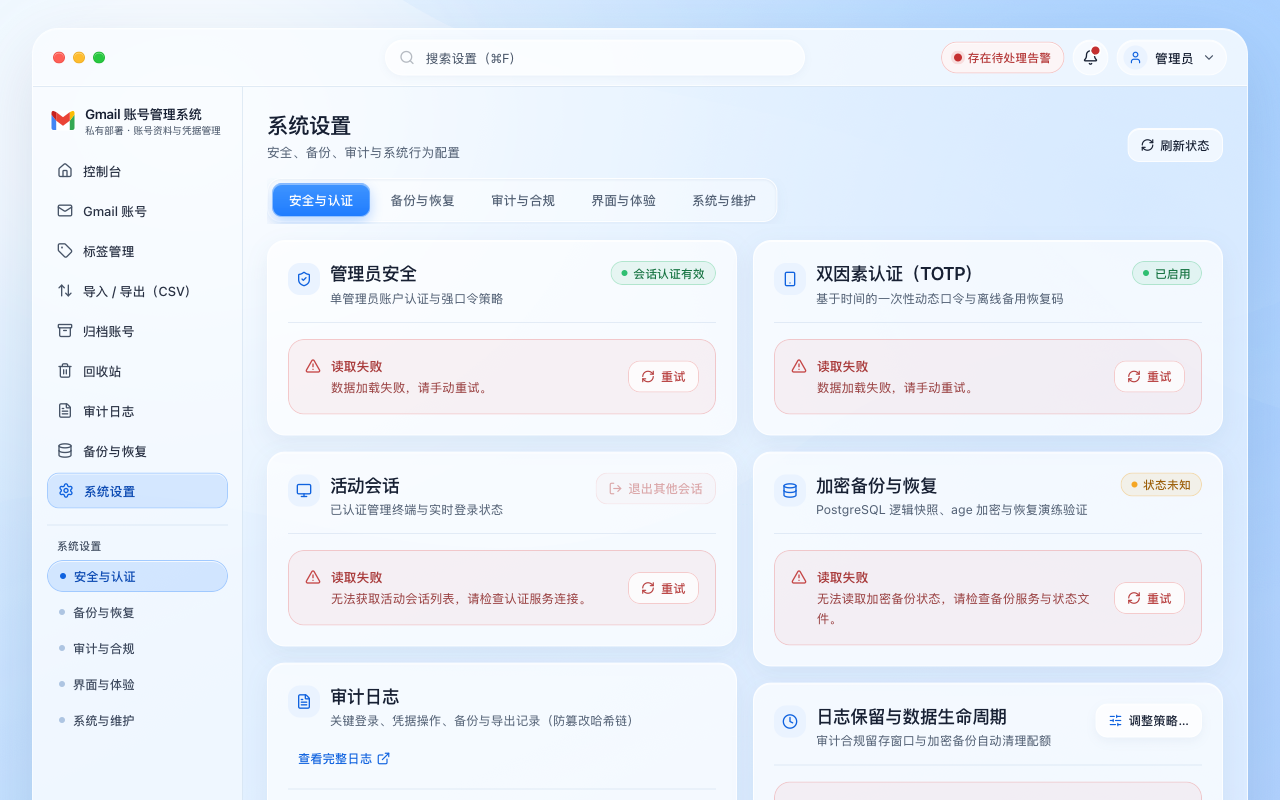 搜索设置（⌘F）
存在待处理告警
管理员
Gmail 账号管理系统
私有部署 · 账号资料与凭据管理
控制台
Gmail 账号
标签管理
导入 / 导出（CSV）
归档账号
回收站
审计日志
备份与恢复
系统设置
系统设置
安全与认证
备份与恢复
审计与合规
界面与体验
系统与维护
系统设置
安全、备份、审计与系统行为配置
刷新状态
安全与认证
备份与恢复
审计与合规
界面与体验
系统与维护
管理员安全
会话认证有效
单管理员账户认证与强口令策略
读取失败
数据加载失败，请手动重试。
重试
双因素认证（TOTP）
已启用
基于时间的一次性动态口令与离线备用恢复码
读取失败
数据加载失败，请手动重试。
重试
活动会话
退出其他会话
已认证管理终端与实时登录状态
读取失败
无法获取活动会话列表，请检查认证服务连接。
重试
加密备份与恢复
状态未知
PostgreSQL 逻辑快照、age 加密与恢复演练验证
读取失败
无法读取加密备份状态，请检查备份服务与状态文
件。
重试
审计日志
关键登录、凭据操作、备份与导出记录（防篡改哈希链）
查看完整日志
日志保留与数据生命周期
调整策略...
审计合规留存窗口与加密备份自动清理配额